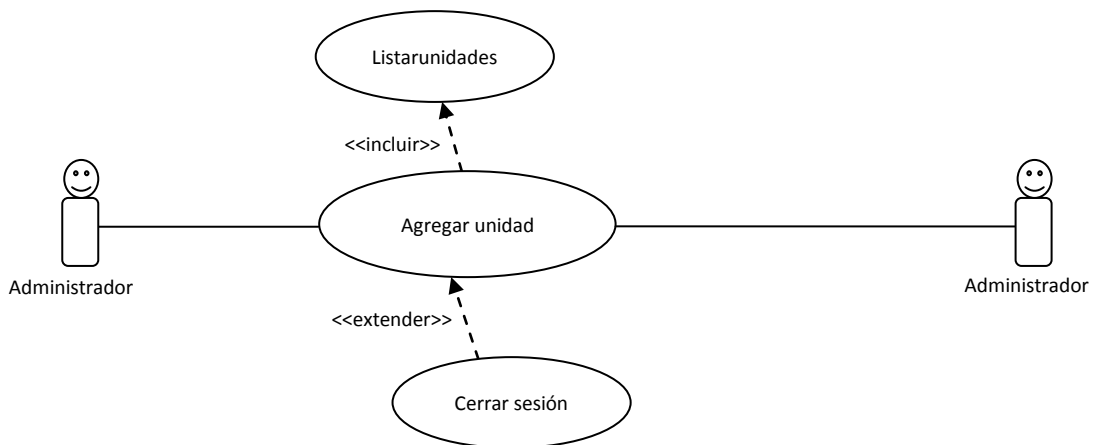 Listarunidades
<<incluir>>
Agregar unidad
Administrador
Administrador
<<extender>>
Cerrar sesión